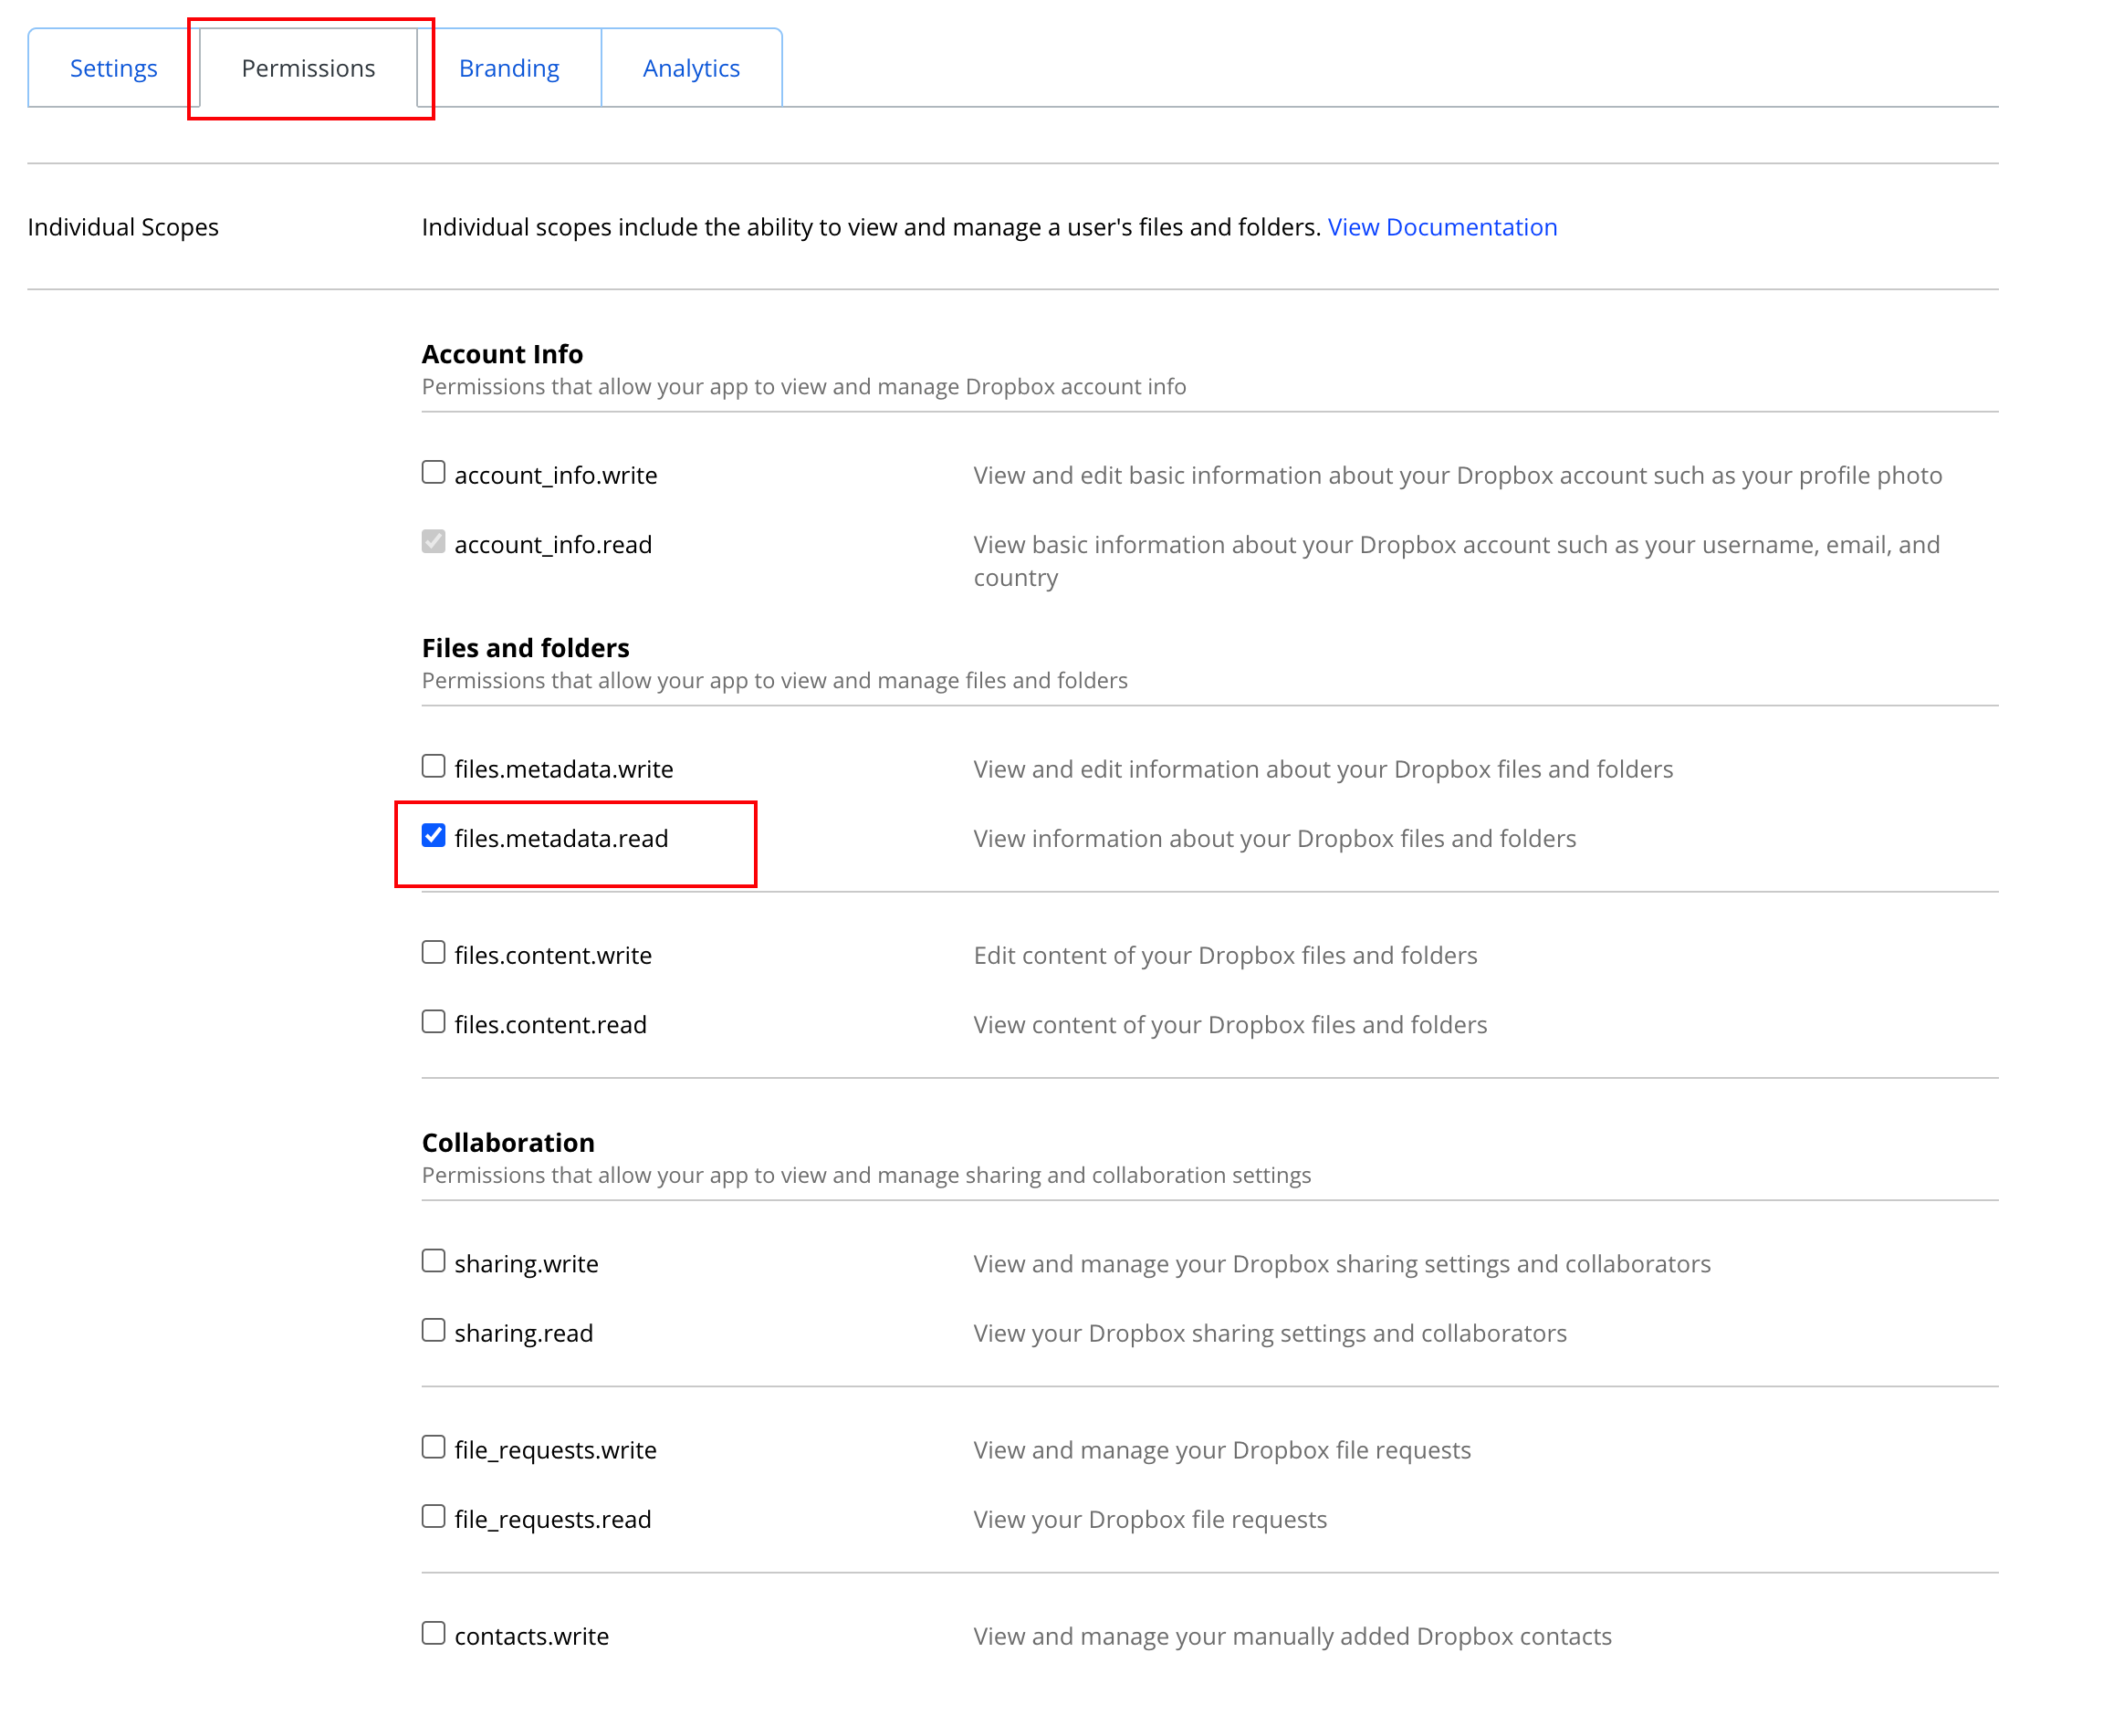 Settings
Permissions
Branding
Analytics
Individual Scopes
Individual scopes include the ability to view and manage a user's files and folders. View Documentation
Account Info
Permissions that allow your app to view and manage Dropbox account info
account_info.write
View and edit basic information about your Dropbox account such as your profile photo
account_info.read
View basic information about your Dropbox account such as your username, email, and
country
Files and folders
Permissions that allow your app to view and manage files and folders
files.metadata.write
View and edit information about your Dropbox files and folders
files.metadata.read
View information about your Dropbox files and folders
files.content.write
Edit content of your Dropbox files and folders
files.content.read
View content of your Dropbox files and folders
Collaboration
Permissions that allow your app to view and manage sharing and collaboration settings
sharing.write
View and manage your Dropbox sharing settings and collaborators
sharing.read
View your Dropbox sharing settings and collaborators
file_requests.write
View and manage your Dropbox file requests
file_requests.read
View your Dropbox file requests
contacts.write
View and manage your manually added Dropbox contacts